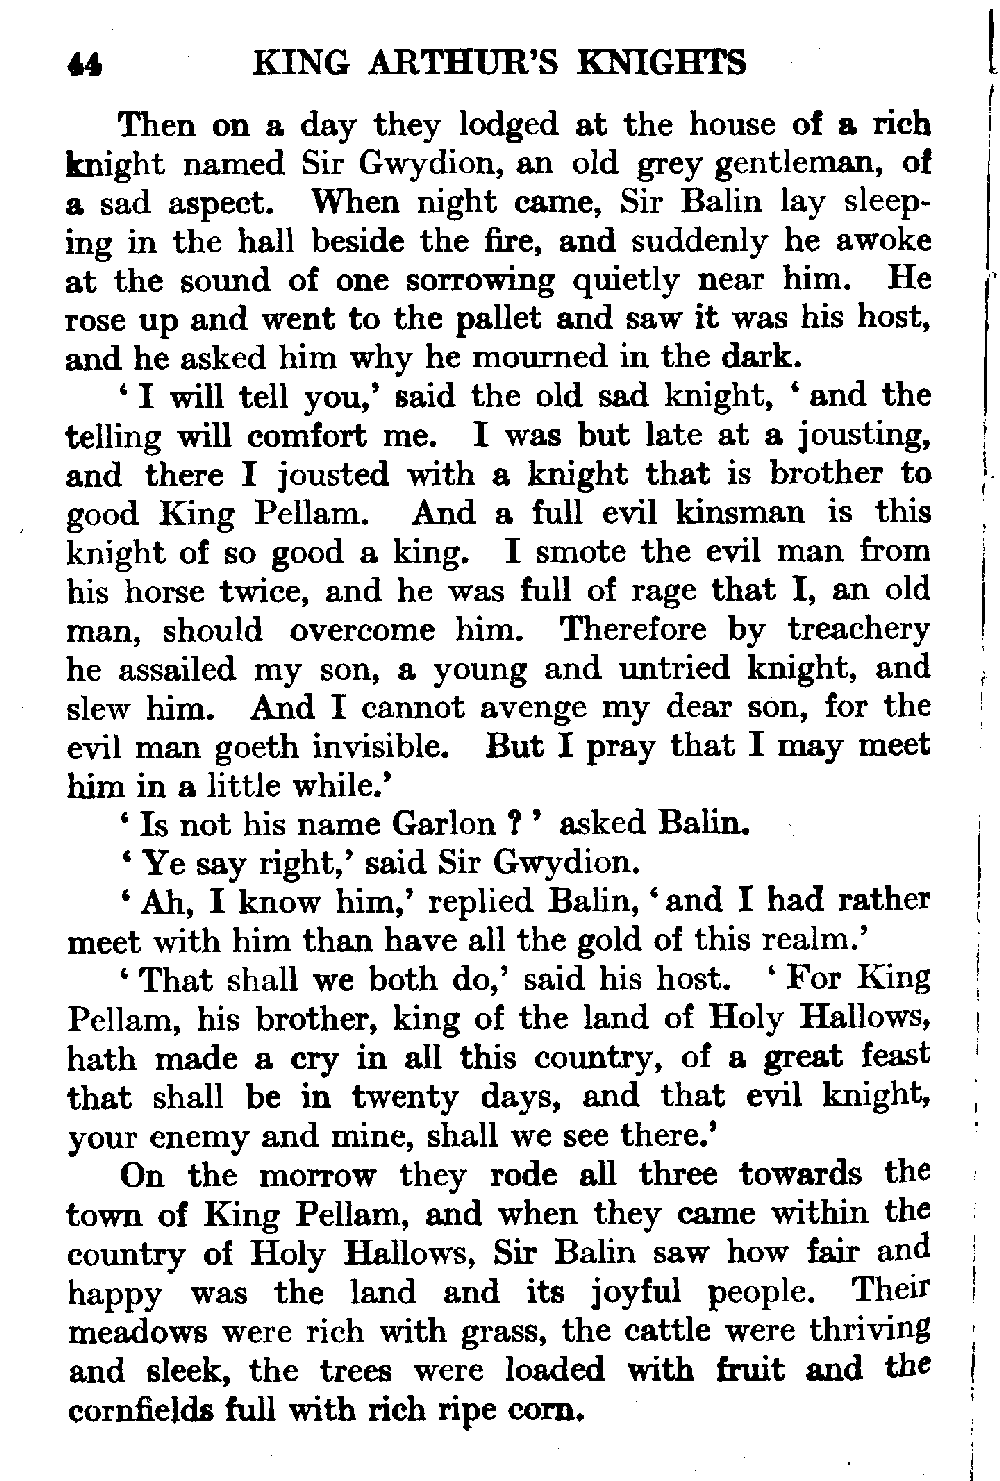 44 KING ARTHUR'S KNIGHTS
Then on a day they lodged at the house of a rich
knight named Sir Gwydion, an old grey gentleman, of
a sad aspect. When night came, Sir Balin lay sleep-
ing in the hall beside the fire, and suddenly he awoke
at the sound of one sorrowing quietly near him. He
rose up and went to the pallet and saw it was his host,
and he asked him why he mourned in the dark.
‘ I will tell you,’ said the old sad knight, ‘ and the
telling will comfort me. I was but late at a jousting,
and there I jousted with a knight that is brother to
good King Pellam. And a full evil kinsman is this
knight of so good a king. I smote the evil man from
his horse twice, and he was full of rage that I, an old
man, should overcome him. Therefore by treachery
he assailed my son, a young and untried knight, and
slew him. And I cannot avenge my dear son, for the
evil man goeth invisible. But I pray that I may meet
him in a little while.’
‘ Is not his name Garlon ? ’ asked Balin.
‘ Ye say right,’ said Sir Gwydion.
‘ Ah, I know him,’ replied Balin, ‘ and I had rather
meet with him than have all the gold of this realm.’
‘ That shall we both do,’ said his host. ‘ For King
Pellam, his brother, king of the land of Holy Hallows,
hath made a cry in all this country, of a great feast
that shall be in twenty days, and that evil knight,
your enemy and mine, shall we see there.’
On the morrow they rode all three towards the
town of King Pellam, and when they came within the
country of Holy Hallows, Sir Balin saw how fair and
happy was the land and its joyful people. Their
meadows were rich with grass, the cattle were thriving
and sleek, the trees were loaded with fruit and the
cornfields full with rich ripe corn.